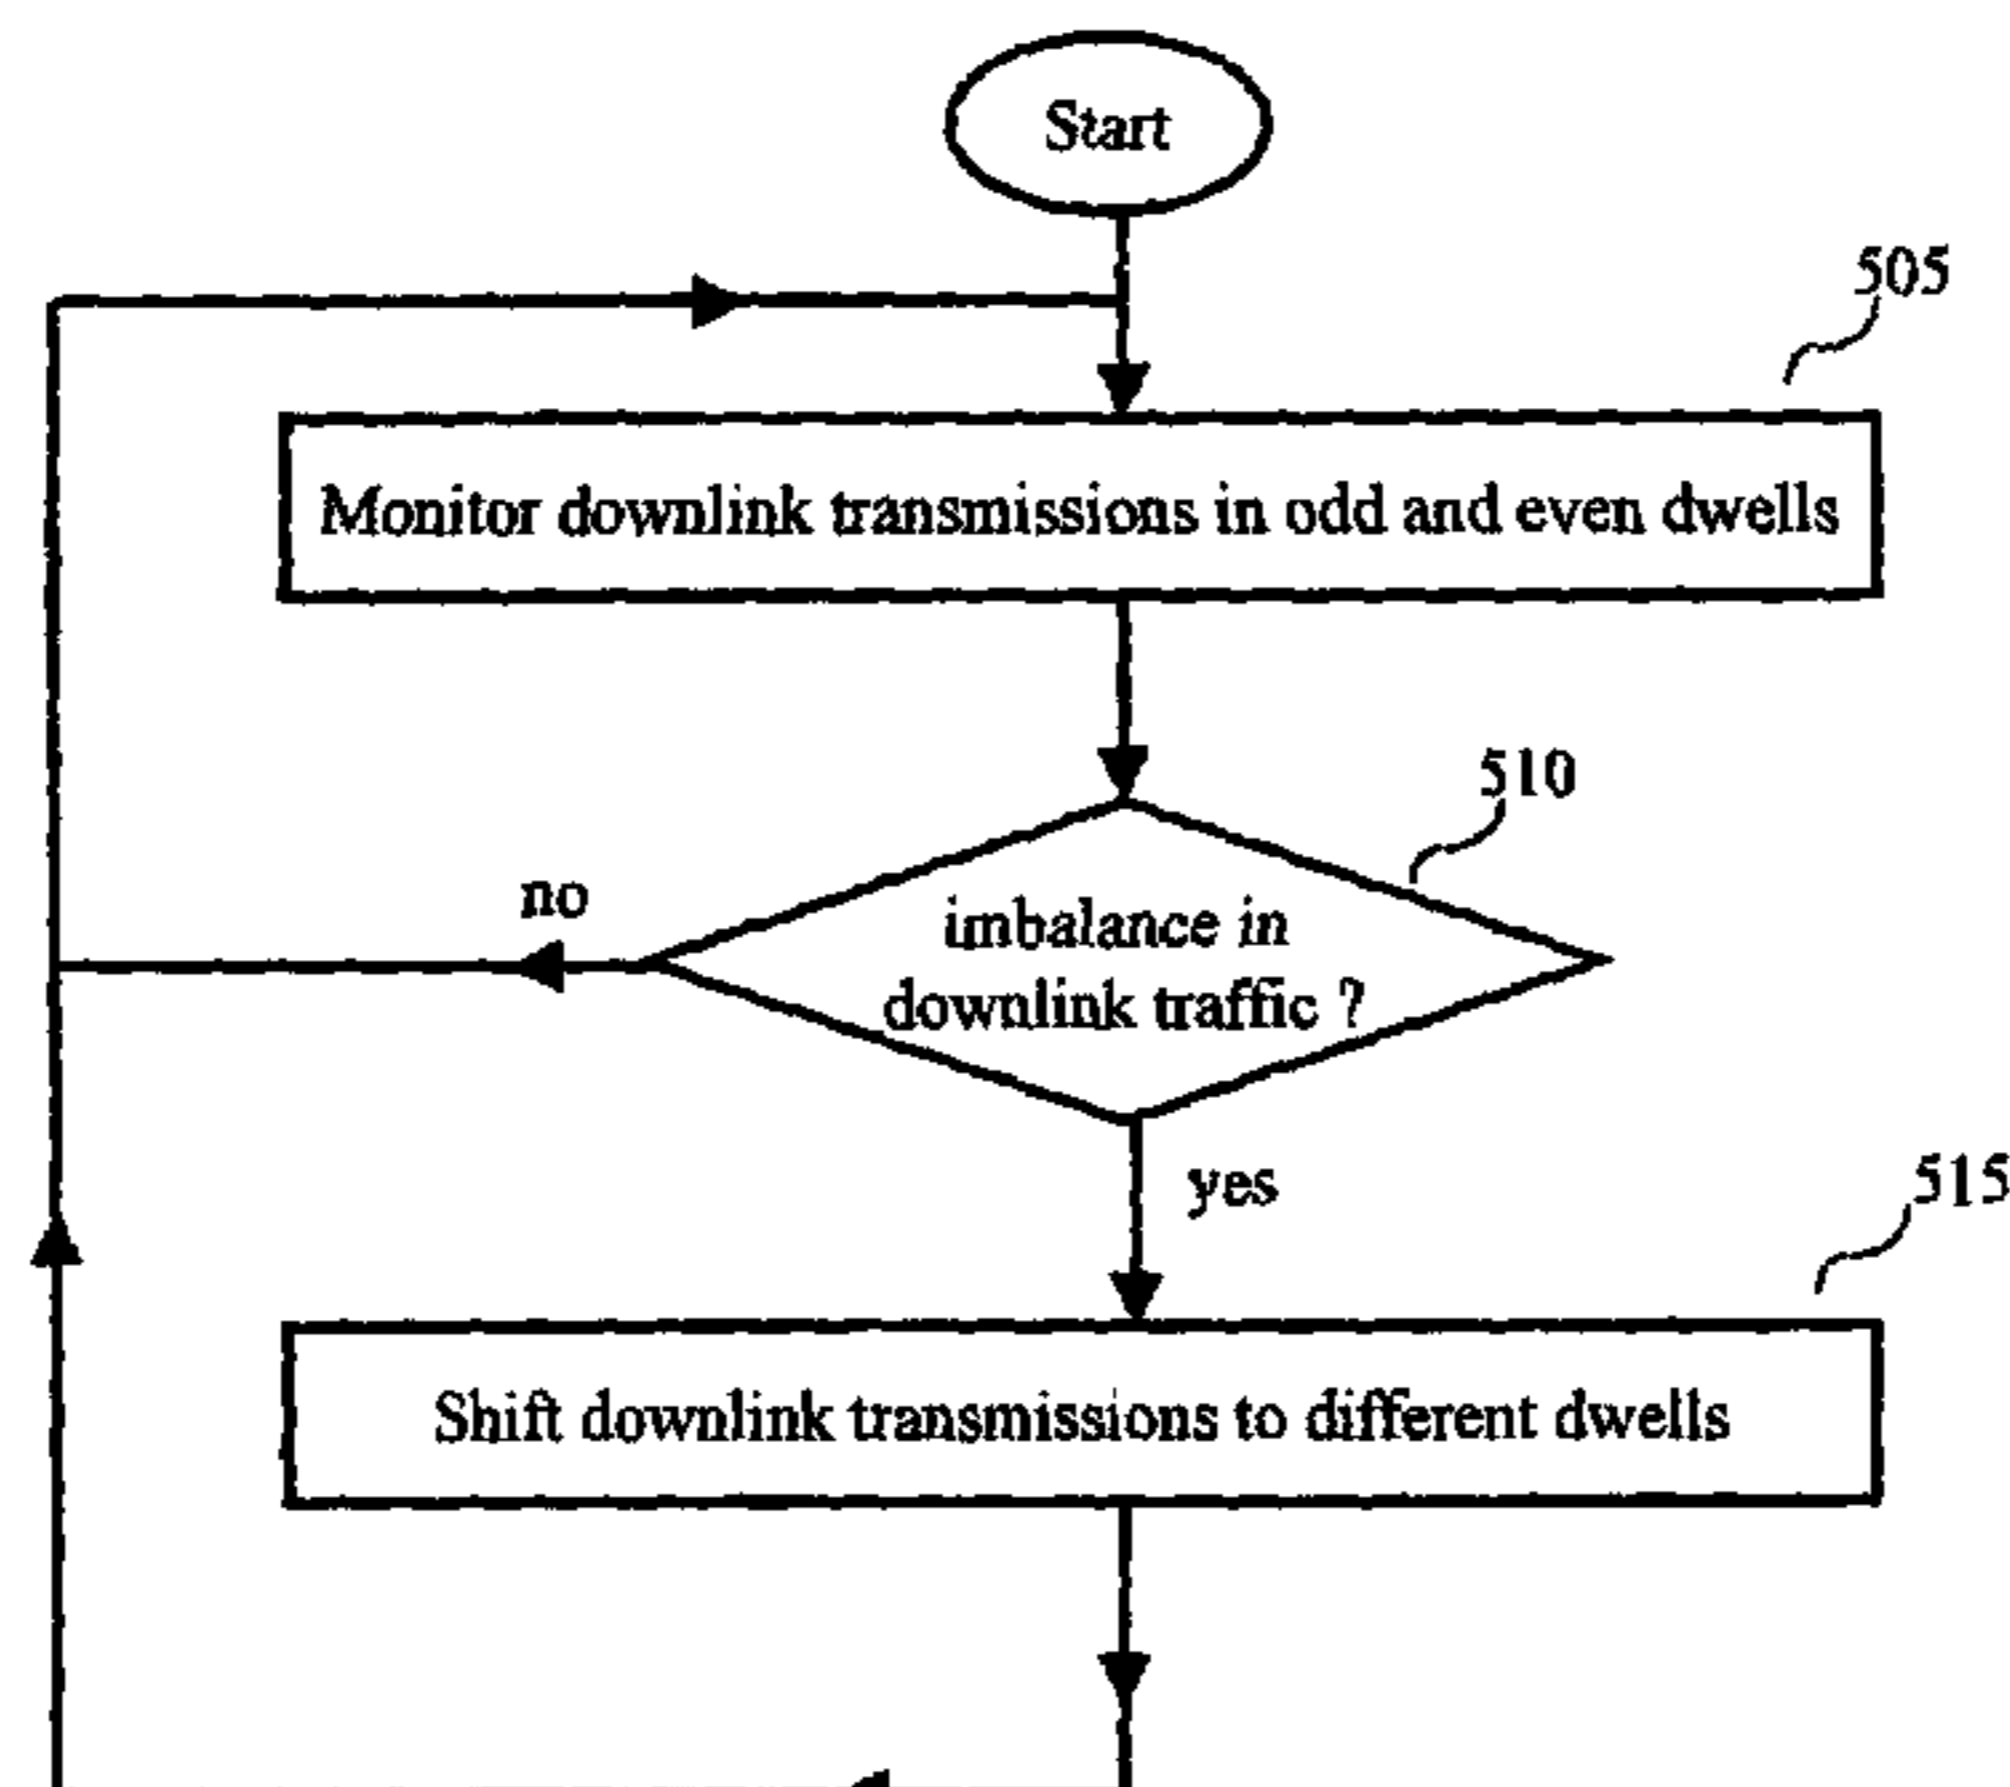 Start
505
Monitor downlink transmissions in odd and even dwells
510
no
imbalance in
downlink traffic ?
yes
515
Shift downlink transmissions to different dwells